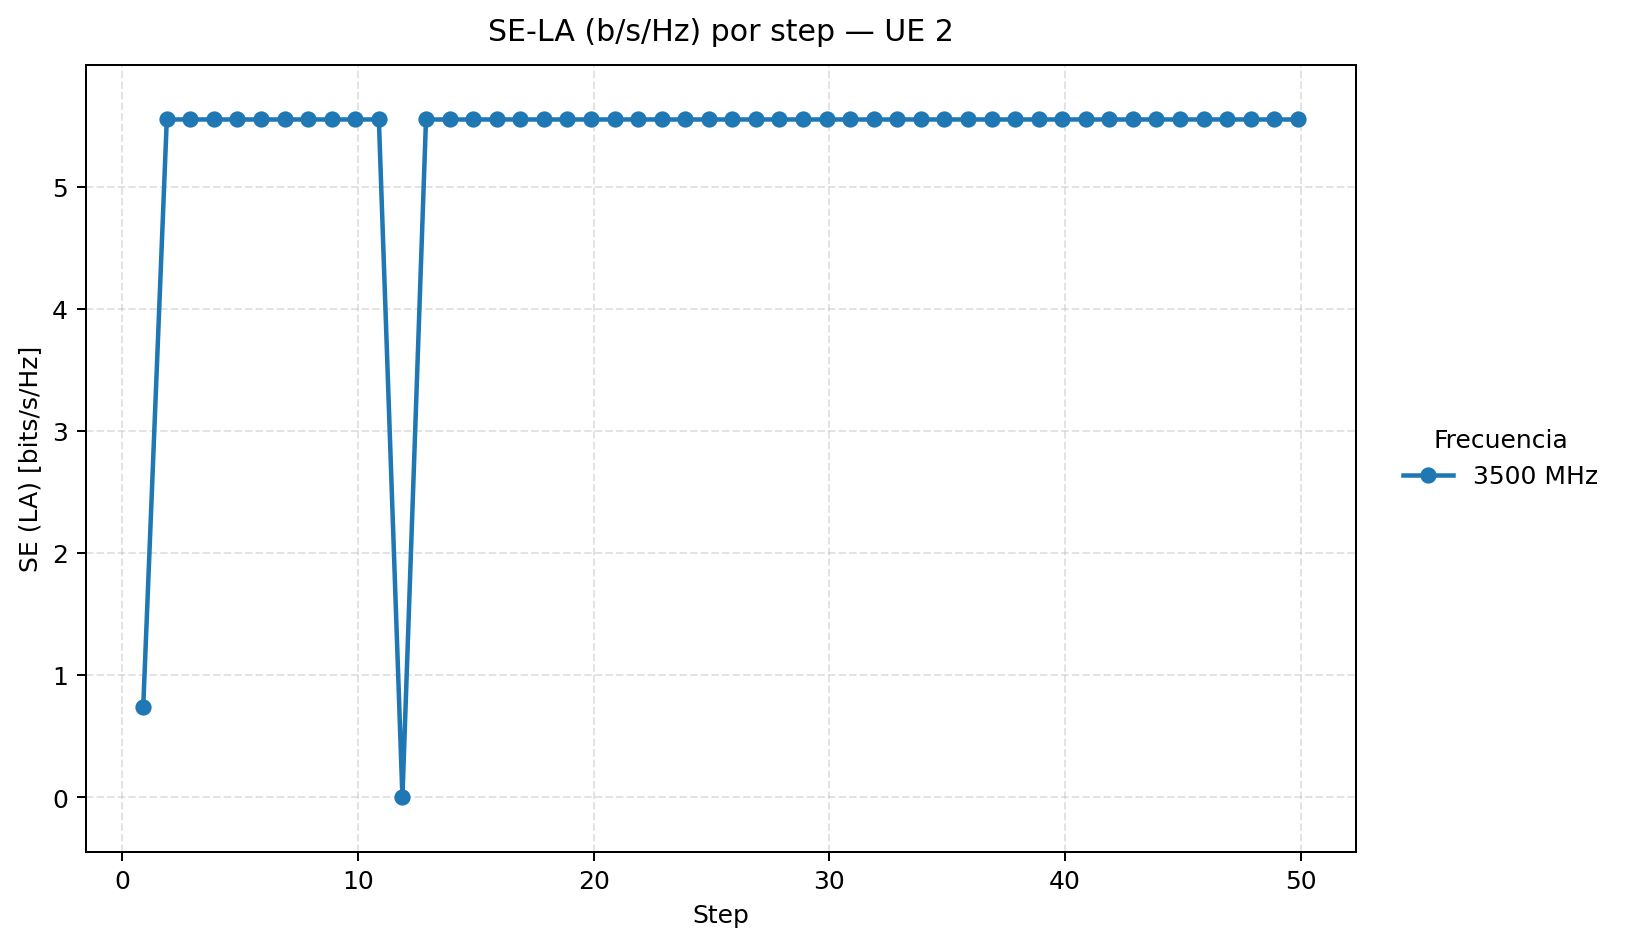 SE-LA (b/s/Hz) por step — UE 2
SE (LA) [bits/s/Hz]
5
4
3
2
1
0
0 10 20 30 40 50
Step
Frecuencia
3500 MHz